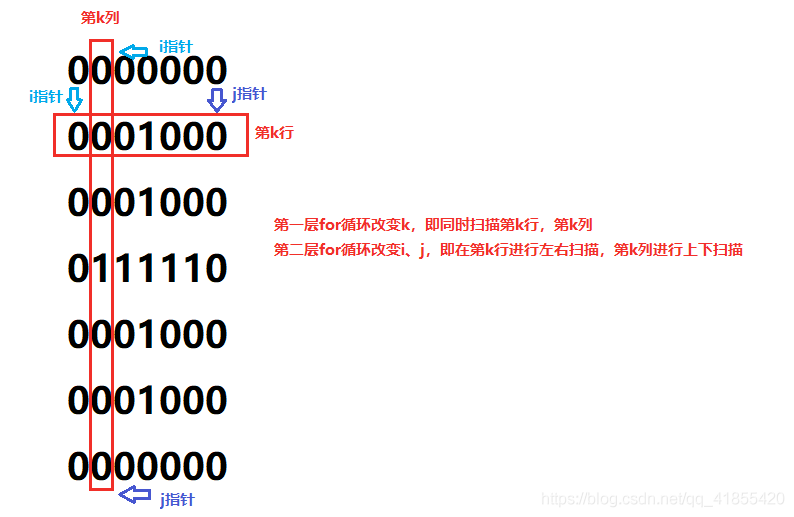 第k列
i指针
0000000
i指针
j指针
0001000
第k行
0001000
第一层for循环改变k，即同时扫描第k行，第k列
第二层for循环改变i、j，即在第k行进行左右扫描，第k列进行上下扫描
0111110
0001000
0001000
0000000
j指针
https://blog.csdn.net/qq_41855420